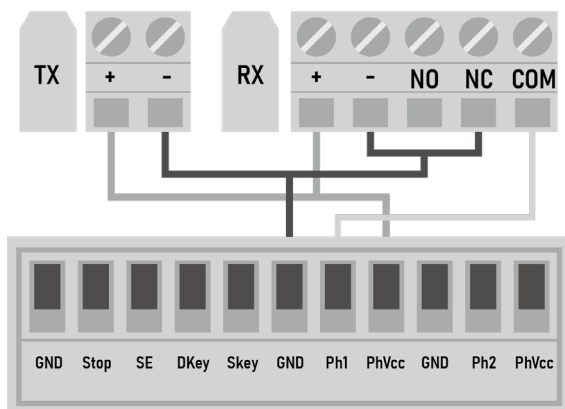 TX + - RX + - NO NC COM
GND Stop SE DKey Skey GND Ph1 PhVcc GND Ph2 PhVcc